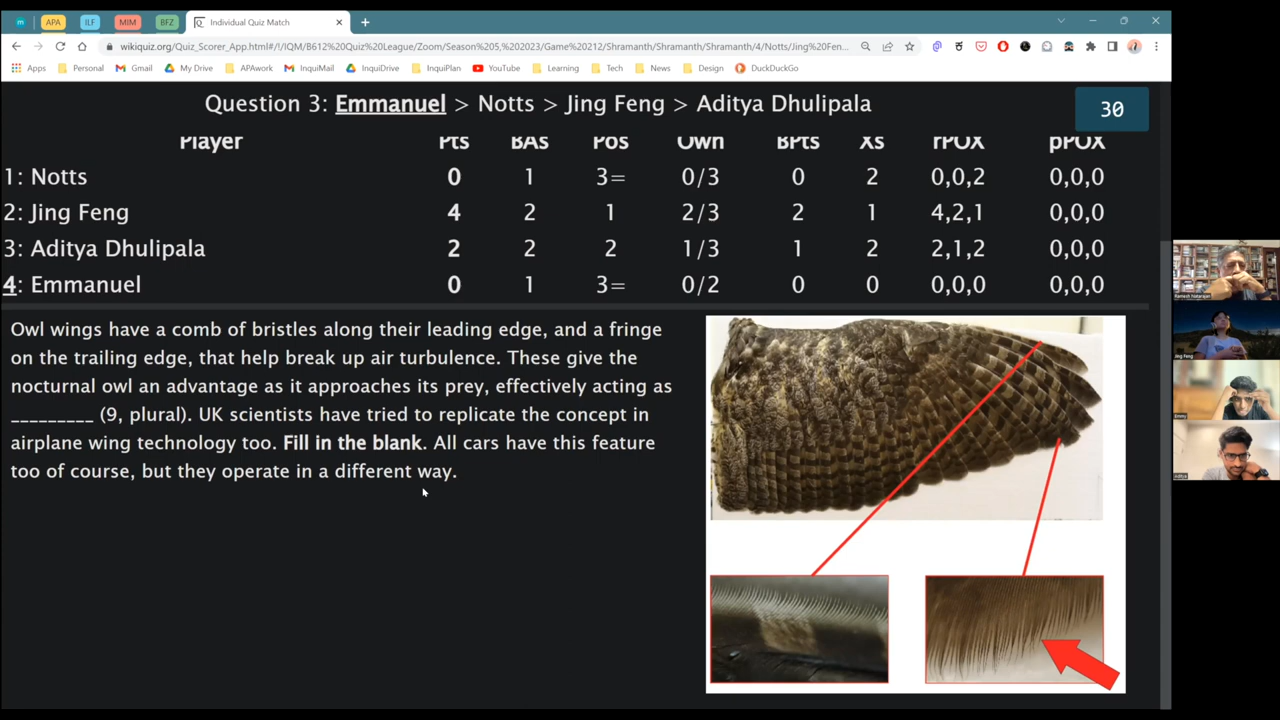 APA
ILF
MIM
BFZ
Individual Quiz Match
wikiquiz.org/Quiz_Scorer_App.html#/!/IQM/B612%20Quiz%20League/Zoom/Season%205,%202023/Game%20212/Shramanth/Shramanth/Shramanth/4/Notts/Jing%20Fen...
Apps Personal Gmail My Drive APAwork InquiMail InquiDrive InquiPlan YouTube Learning Tech News Design DuckDuckGo
Question 3: Emmanuel > Notts > Jing Feng > Aditya Dhulipala
30
Player Pts BAs Pos Own BPts Xs rPOX pPOX
1: Notts 0 1 3= 0/3 0 2 0,0,2 0,0,0
2: Jing Feng 4 2 1 2/3 2 1 4,2,1 0,0,0
3: Aditya Dhulipala 2 2 2 1/3 1 2 2,1,2 0,0,0
4: Emmanuel 0 1 3= 0/2 0 0 0,0,0 0,0,0
Owl wings have a comb of bristles along their leading edge, and a fringe
on the trailing edge, that help break up air turbulence. These give the
nocturnal owl an advantage as it approaches its prey, effectively acting as
_________ (9, plural). UK scientists have tried to replicate the concept in
airplane wing technology too. Fill in the blank. All cars have this feature
too of course, but they operate in a different way.
Ramesh Natarajan
Jing Feng